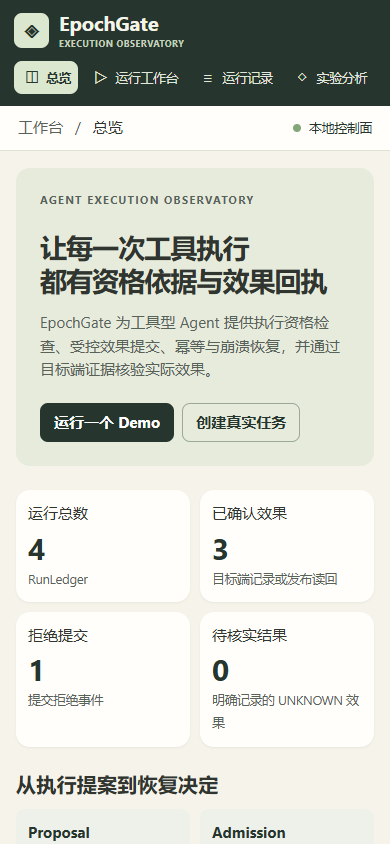 EpochGate
EXECUTION OBSERVATORY
总览
运行工作台
运行记录
实验分析
工作台 / 总览
本地控制面
AGENT EXECUTION OBSERVATORY
让每一次工具执行
都有资格依据与效果回执
EpochGate 为工具型 Agent 提供执行资格检
查、受控效果提交、幂等与崩溃恢复，并通过
目标端证据核验实际效果。
运行一个 Demo
创建真实任务
运行总数
4
RunLedger
已确认效果
3
目标端记录或发布读回
拒绝提交
1
提交拒绝事件
待核实结果
0
明确记录的 UNKNOWN 效
果
从执行提案到恢复决定
Proposal
Admission